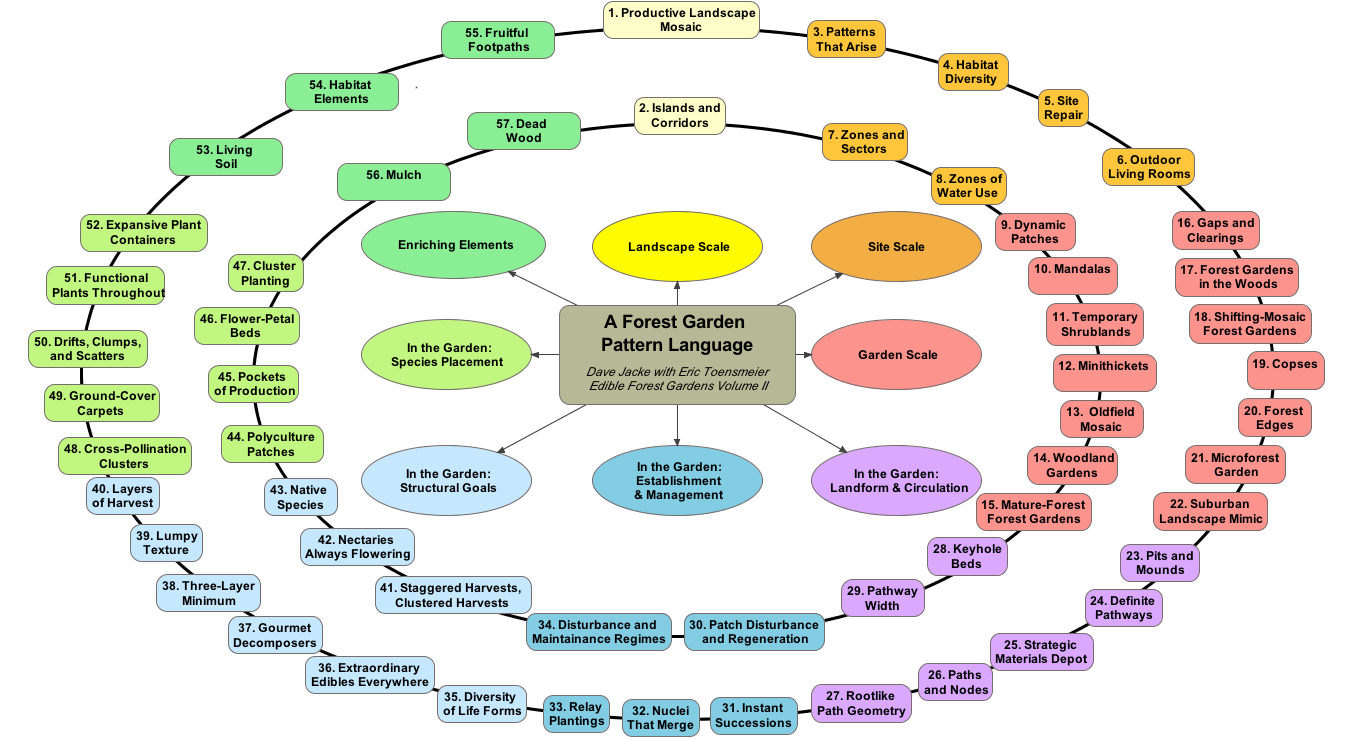 1. Productive Landscape
Mosaic
55. Fruitful
Footpaths
3. Patterns
That Arise
4. Habitat
Diversity
54. Habitat
Elements
5. Site
Repair
2. Islands and
Corridors
57. Dead
Wood
7. Zones and
Sectors
53. Living
Soil
6. Outdoor
Living Rooms
56. Mulch
8. Zones of
Water Use
52. Expansive Plant
Containers
9. Dynamic
Patches
16. Gaps and
Clearings
Enriching Elements
Landscape Scale
Site Scale
51. Functional
Plants Throughout
47. Cluster
Planting
10. Mandalas
17. Forest Gardens
in the Woods
46. Flower-Petal
Beds
11. Temporary
Shrublands
18. Shifting-Mosaic
Forest Gardens
50. Drifts, Clumps,
and Scatters
A Forest Garden
Pattern Language
Dave Jacke with Eric Toensmeier
Edible Forest Gardens Volume II
In the Garden:
Species Placement
Garden Scale
12. Minithickets
19. Copses
45. Pockets
of Production
49. Ground-Cover
Carpets
13. Oldfield
Mosaic
20. Forest
Edges
44. Polyculture
Patches
48. Cross-Pollination
Clusters
14. Woodland
Gardens
21. Microforest
Garden
In the Garden:
Structural Goals
In the Garden:
Establishment
& Management
In the Garden:
Landform & Circulation
40. Layers
of Harvest
43. Native
Species
15. Mature-Forest
Forest Gardens
22. Suburban
Landscape Mimic
39. Lumpy
Texture
42. Nectaries
Always Flowering
28. Keyhole
Beds
23. Pits and
Mounds
38. Three-Layer
Minimum
41. Staggered Harvests,
Clustered Harvests
29. Pathway
Width
24. Definite
Pathways
37. Gourmet
Decomposers
34. Disturbance and
Maintainance Regimes
30. Patch Disturbance
and Regeneration
25. Strategic
Materials Depot
36. Extraordinary
Edibles Everywhere
26. Paths
and Nodes
35. Diversity
of Life Forms
33. Relay
Plantings
32. Nuclei
That Merge
31. Instant
Successions
27. Rootlike
Path Geometry